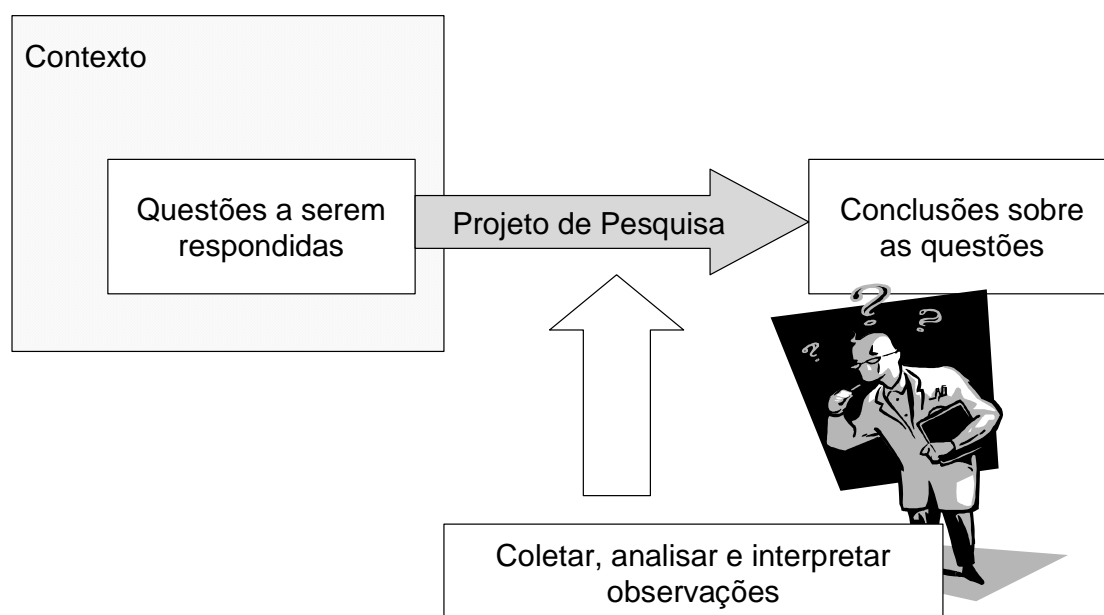 Contexto
Questões a serem
respondidas
Projeto de Pesquisa
Conclusões sobre
as questões
? ? ?
Coletar, analisar e interpretar
observações